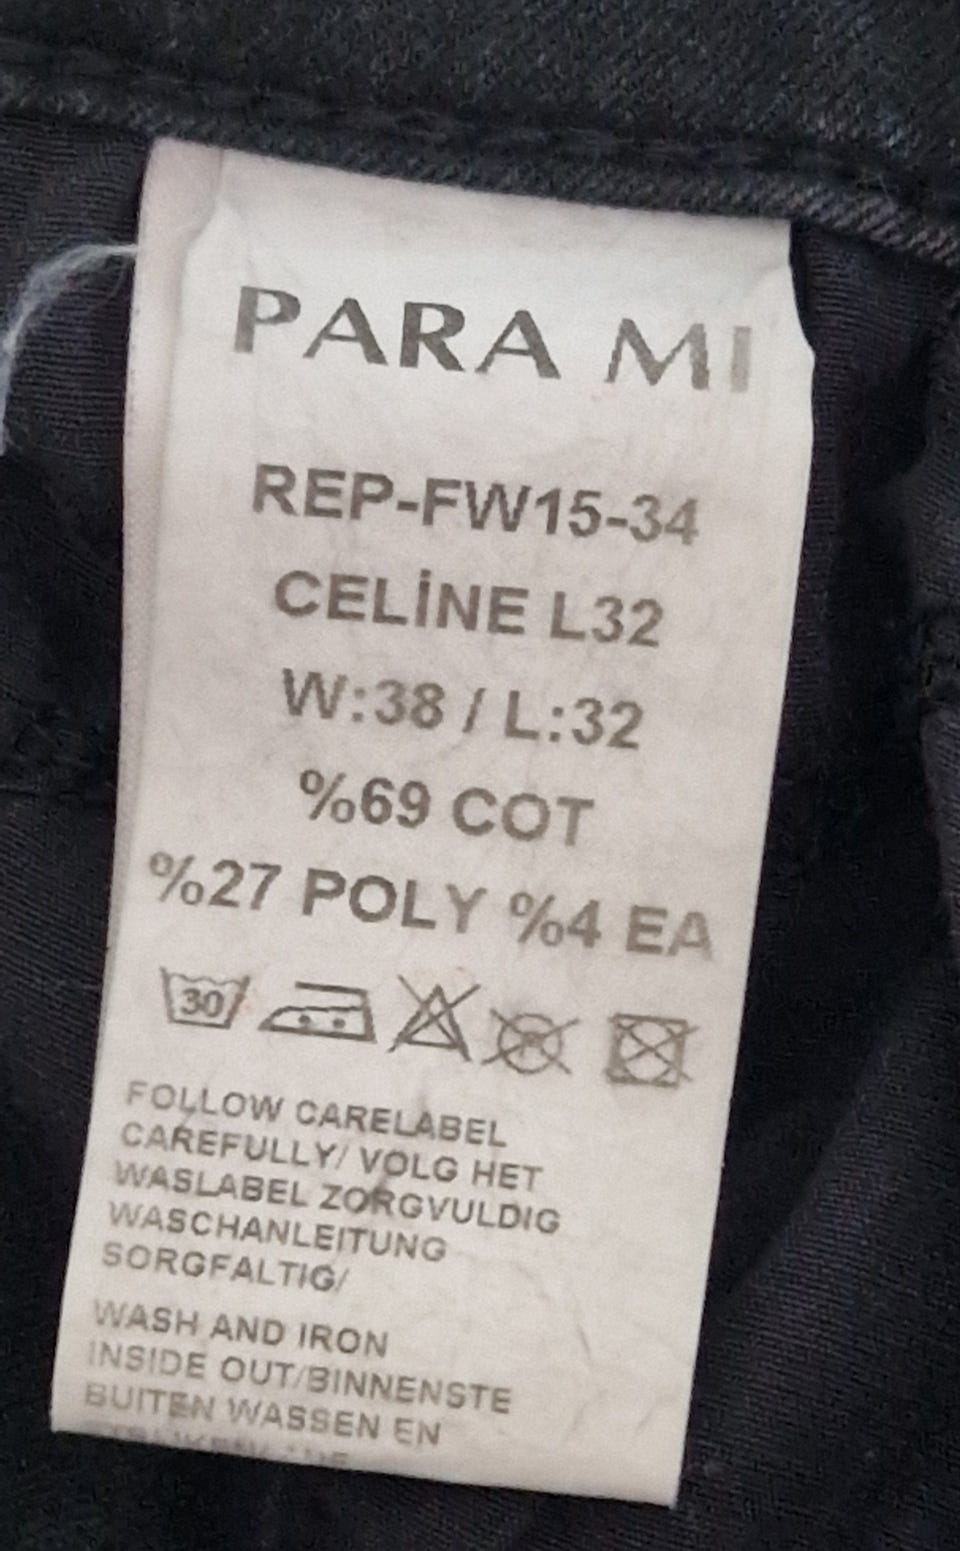 PARA MI
REP-FW15-34
CELİNE L32
W:38 / L:32
%69 COT
%27 POLY %4 EA
30
FOLLOW CARELABEL
CAREFULLY/ VOLG HET
WASLABEL ZORGVULDIG
WASCHANLEITUNG
SORGFALTIG/
WASH AND IRON
INSIDE OUT/BINNENSTE
BUITEN WASSEN EN